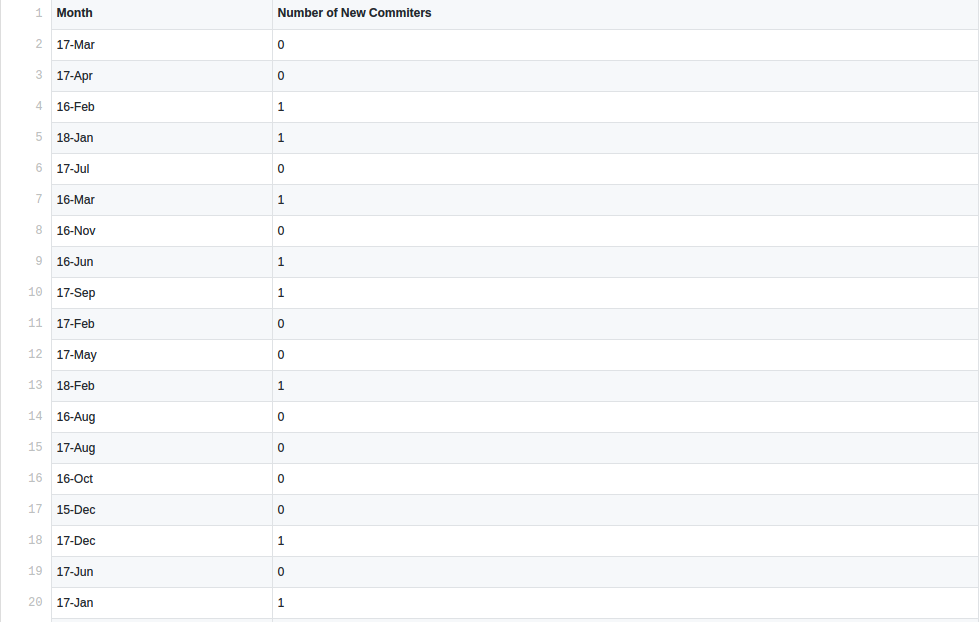 1 Month Number of New Commiters
2 17-Mar 0
3 17-Apr 0
4 16-Feb 1
5 18-Jan 1
6 17-Jul 0
7 16-Mar 1
8 16-Nov 0
9 16-Jun 1
10 17-Sep 1
11 17-Feb 0
12 17-May 0
13 18-Feb 1
14 16-Aug 0
15 17-Aug 0
16 16-Oct 0
17 15-Dec 0
18 17-Dec 1
19 17-Jun 0
20 17-Jan 1